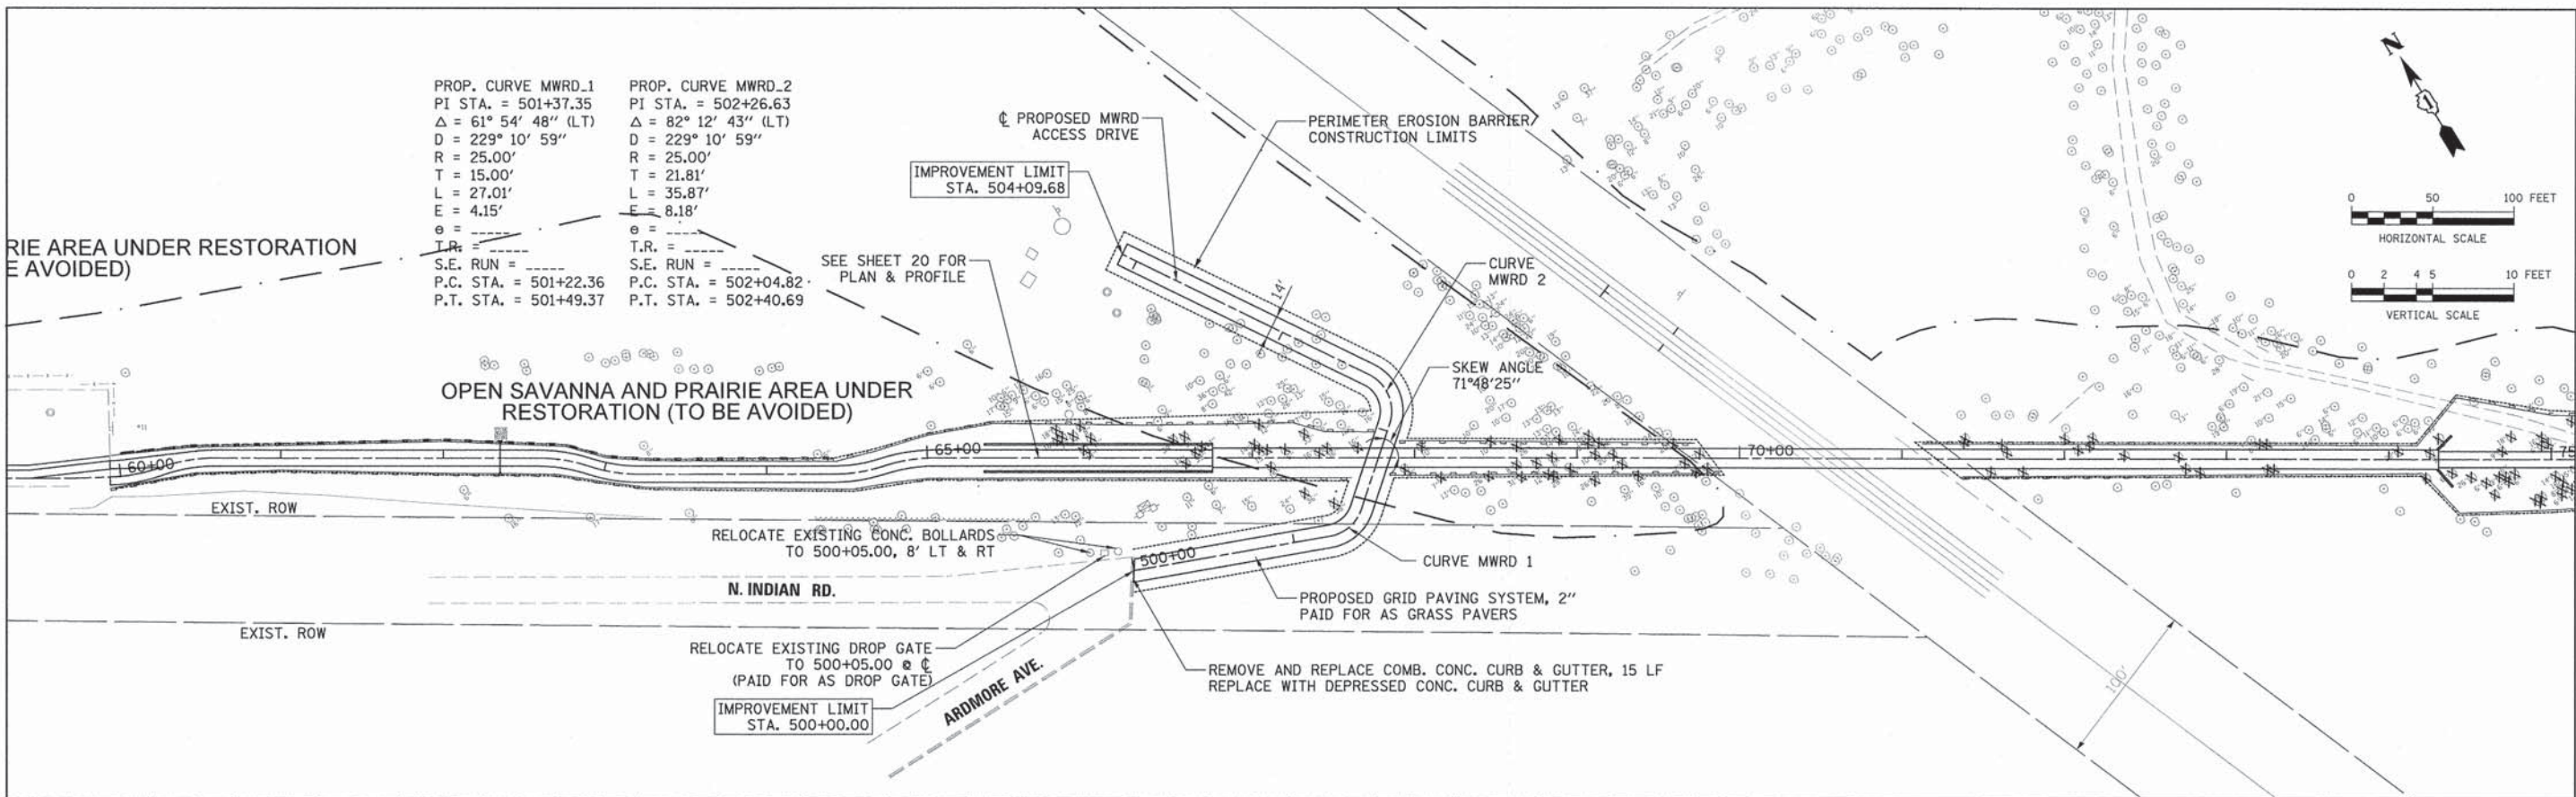 PROP. CURVE MWRD_1
PI STA. = 501+37.35
Δ = 61° 54' 48" (LT)
D = 229° 10' 59"
R = 25.00'
T = 15.00'
L = 27.01'
E = 4.15'
e = _____
T.R. = _____
S.E. RUN = _____
P.C. STA. = 501+22.36
P.T. STA. = 501+49.37
PROP. CURVE MWRD_2
PI STA. = 502+26.63
Δ = 82° 12' 43" (LT)
D = 229° 10' 59"
R = 25.00'
T = 21.81'
L = 35.87'
E = 8.18'
e = _____
T.R. = _____
S.E. RUN = _____
P.C. STA. = 502+04.82
P.T. STA. = 502+40.69
RIE AREA UNDER RESTORATION
E AVOIDED)
OPEN SAVANNA AND PRAIRIE AREA UNDER
RESTORATION (TO BE AVOIDED)
℄ PROPOSED MWRD
ACCESS DRIVE
IMPROVEMENT LIMIT
STA. 504+09.68
PERIMETER EROSION BARRIER/
CONSTRUCTION LIMITS
SEE SHEET 20 FOR
PLAN & PROFILE
14'
CURVE
MWRD 2
SKEW ANGLE
71°48'25"
N
0 50 100 FEET
HORIZONTAL SCALE
0 2 4 5 10 FEET
VERTICAL SCALE
60+00
65+00
70+00
75
EXIST. ROW
RELOCATE EXISTING CONC. BOLLARDS
TO 500+05.00, 8' LT & RT
500+00
CURVE MWRD 1
N. INDIAN RD.
PROPOSED GRID PAVING SYSTEM, 2"
PAID FOR AS GRASS PAVERS
EXIST. ROW
RELOCATE EXISTING DROP GATE
TO 500+05.00 @ ℄
(PAID FOR AS DROP GATE)
REMOVE AND REPLACE COMB. CONC. CURB & GUTTER, 15 LF
REPLACE WITH DEPRESSED CONC. CURB & GUTTER
IMPROVEMENT LIMIT
STA. 500+00.00
ARDMORE AVE.
100'